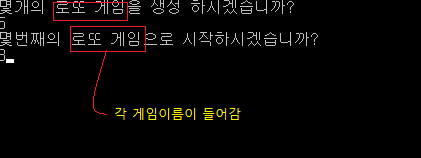 몇개의 로또 게임을 생성 하시겠습니까?
5
몇번째의 로또 게임으로 시작하시겠습니까?
3
각 게임이름이 들어감